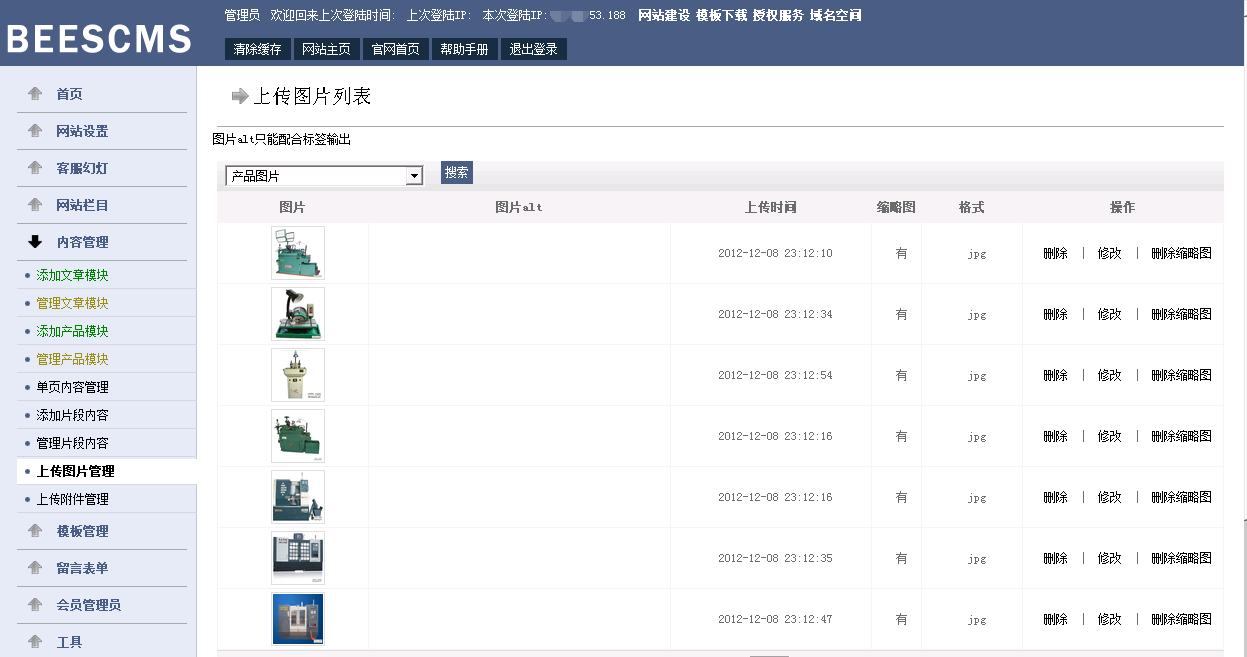 BEESCMS
管理员 欢迎回来上次登陆时间: 上次登陆IP: 本次登陆IP: 53.188 网站建设 模板下载 授权服务 域名空间
清除缓存 网站主页 官网首页 帮助手册 退出登录
首页
网站设置
客服幻灯
网站栏目
内容管理
添加文章模块
管理文章模块
添加产品模块
管理产品模块
单页内容管理
添加片段内容
管理片段内容
上传图片管理
上传附件管理
模板管理
留言表单
会员管理员
工具
上传图片列表
图片alt只能配合标签输出
产品图片 搜索
图片 图片alt 上传时间 缩略图 格式 操作
2012-12-08 23:12:10 有 jpg 删除 | 修改 | 删除缩略图
2012-12-08 23:12:34 有 jpg 删除 | 修改 | 删除缩略图
2012-12-08 23:12:54 有 jpg 删除 | 修改 | 删除缩略图
2012-12-08 23:12:16 有 jpg 删除 | 修改 | 删除缩略图
2012-12-08 23:12:16 有 jpg 删除 | 修改 | 删除缩略图
2012-12-08 23:12:35 有 jpg 删除 | 修改 | 删除缩略图
2012-12-08 23:12:47 有 jpg 删除 | 修改 | 删除缩略图